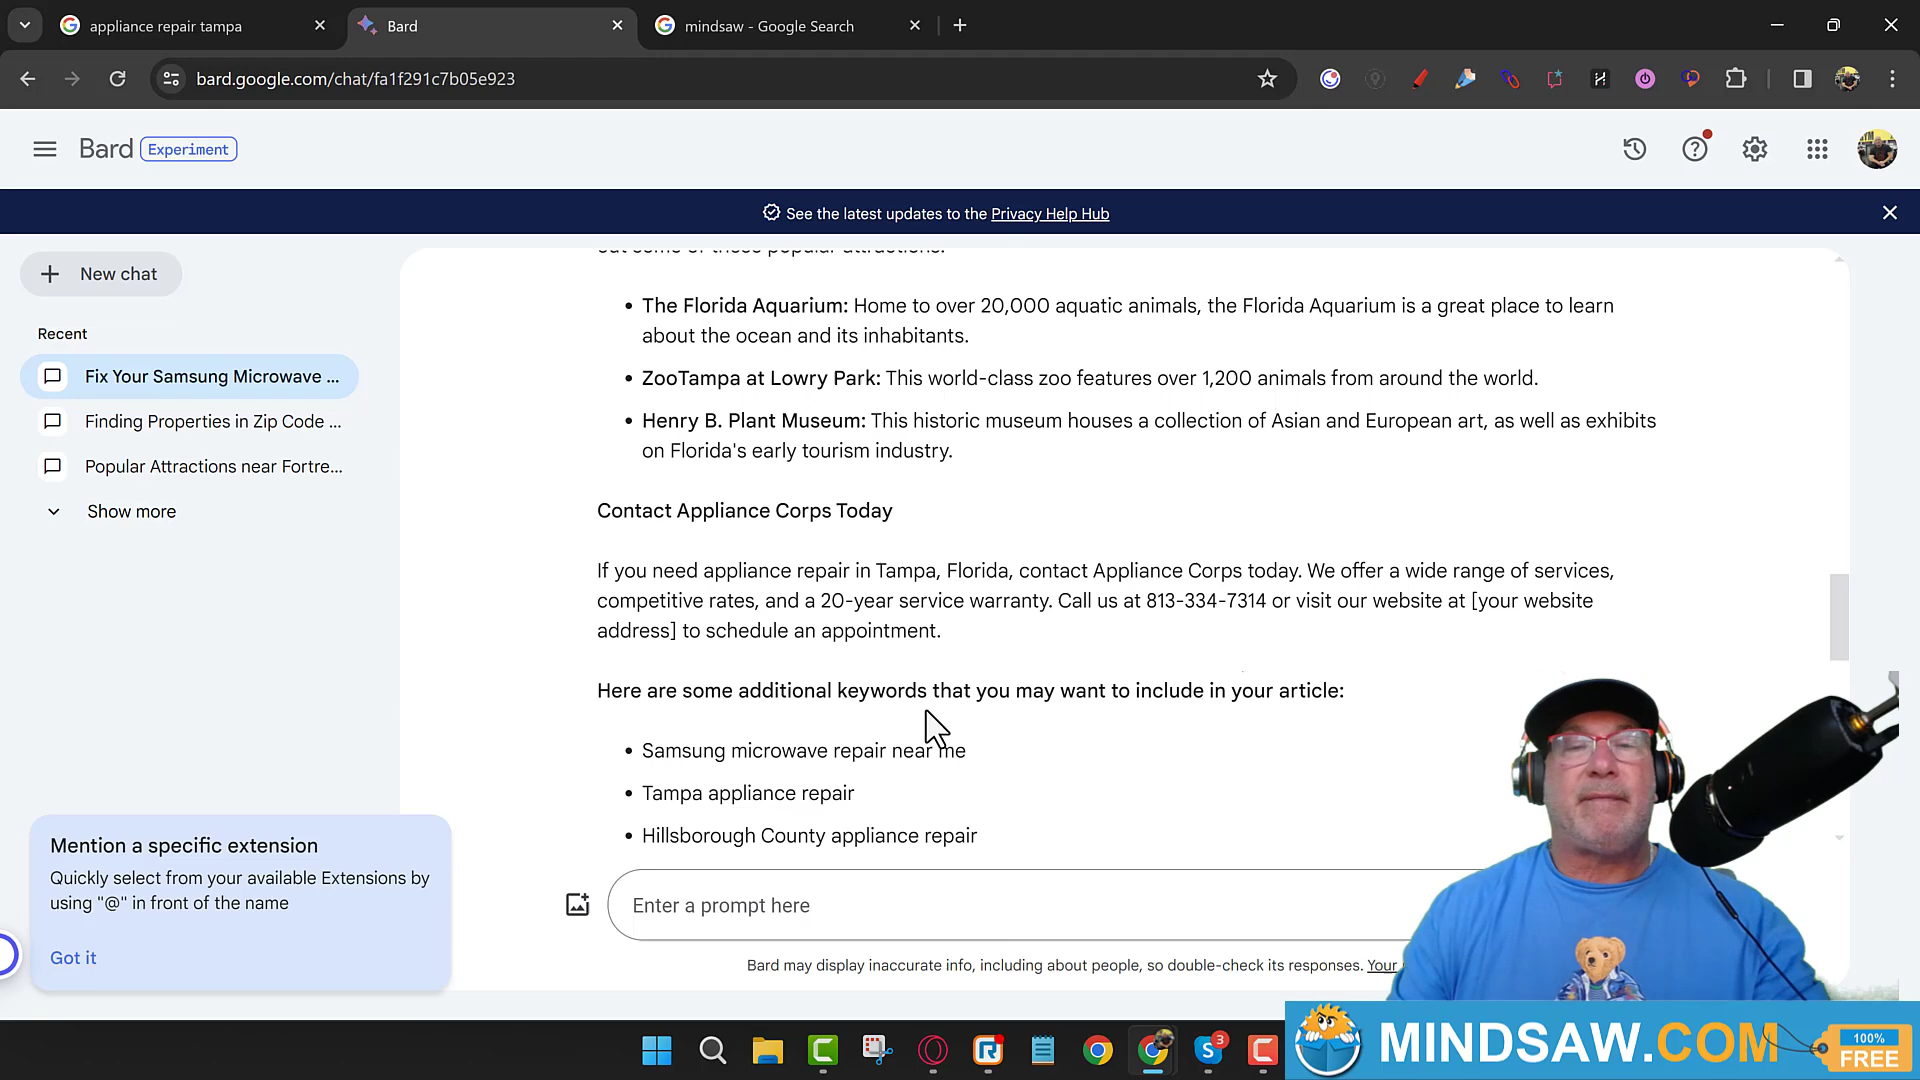 appliance repair tampa
Bard
mindsaw - Google Search
bard.google.com/chat/fa1f291c7b05e923
Bard Experiment
See the latest updates to the Privacy Help Hub
New chat
Recent
Fix Your Samsung Microwave ...
Finding Properties in Zip Code ...
Popular Attractions near Fortre...
Show more
Mention a specific extension
Quickly select from your available Extensions by
using "@" in front of the name
Got it
out some of these popular attractions.
• The Florida Aquarium: Home to over 20,000 aquatic animals, the Florida Aquarium is a great place to learn
about the ocean and its inhabitants.
• ZooTampa at Lowry Park: This world-class zoo features over 1,200 animals from around the world.
• Henry B. Plant Museum: This historic museum houses a collection of Asian and European art, as well as exhibits
on Florida's early tourism industry.
Contact Appliance Corps Today
If you need appliance repair in Tampa, Florida, contact Appliance Corps today. We offer a wide range of services,
competitive rates, and a 20-year service warranty. Call us at 813-334-7314 or visit our website at [your website
address] to schedule an appointment.
Here are some additional keywords that you may want to include in your article:
• Samsung microwave repair near me
• Tampa appliance repair
• Hillsborough County appliance repair
Enter a prompt here
Bard may display inaccurate info, including about people, so double-check its responses. Your
3
MINDSAW.COM
100%
FREE